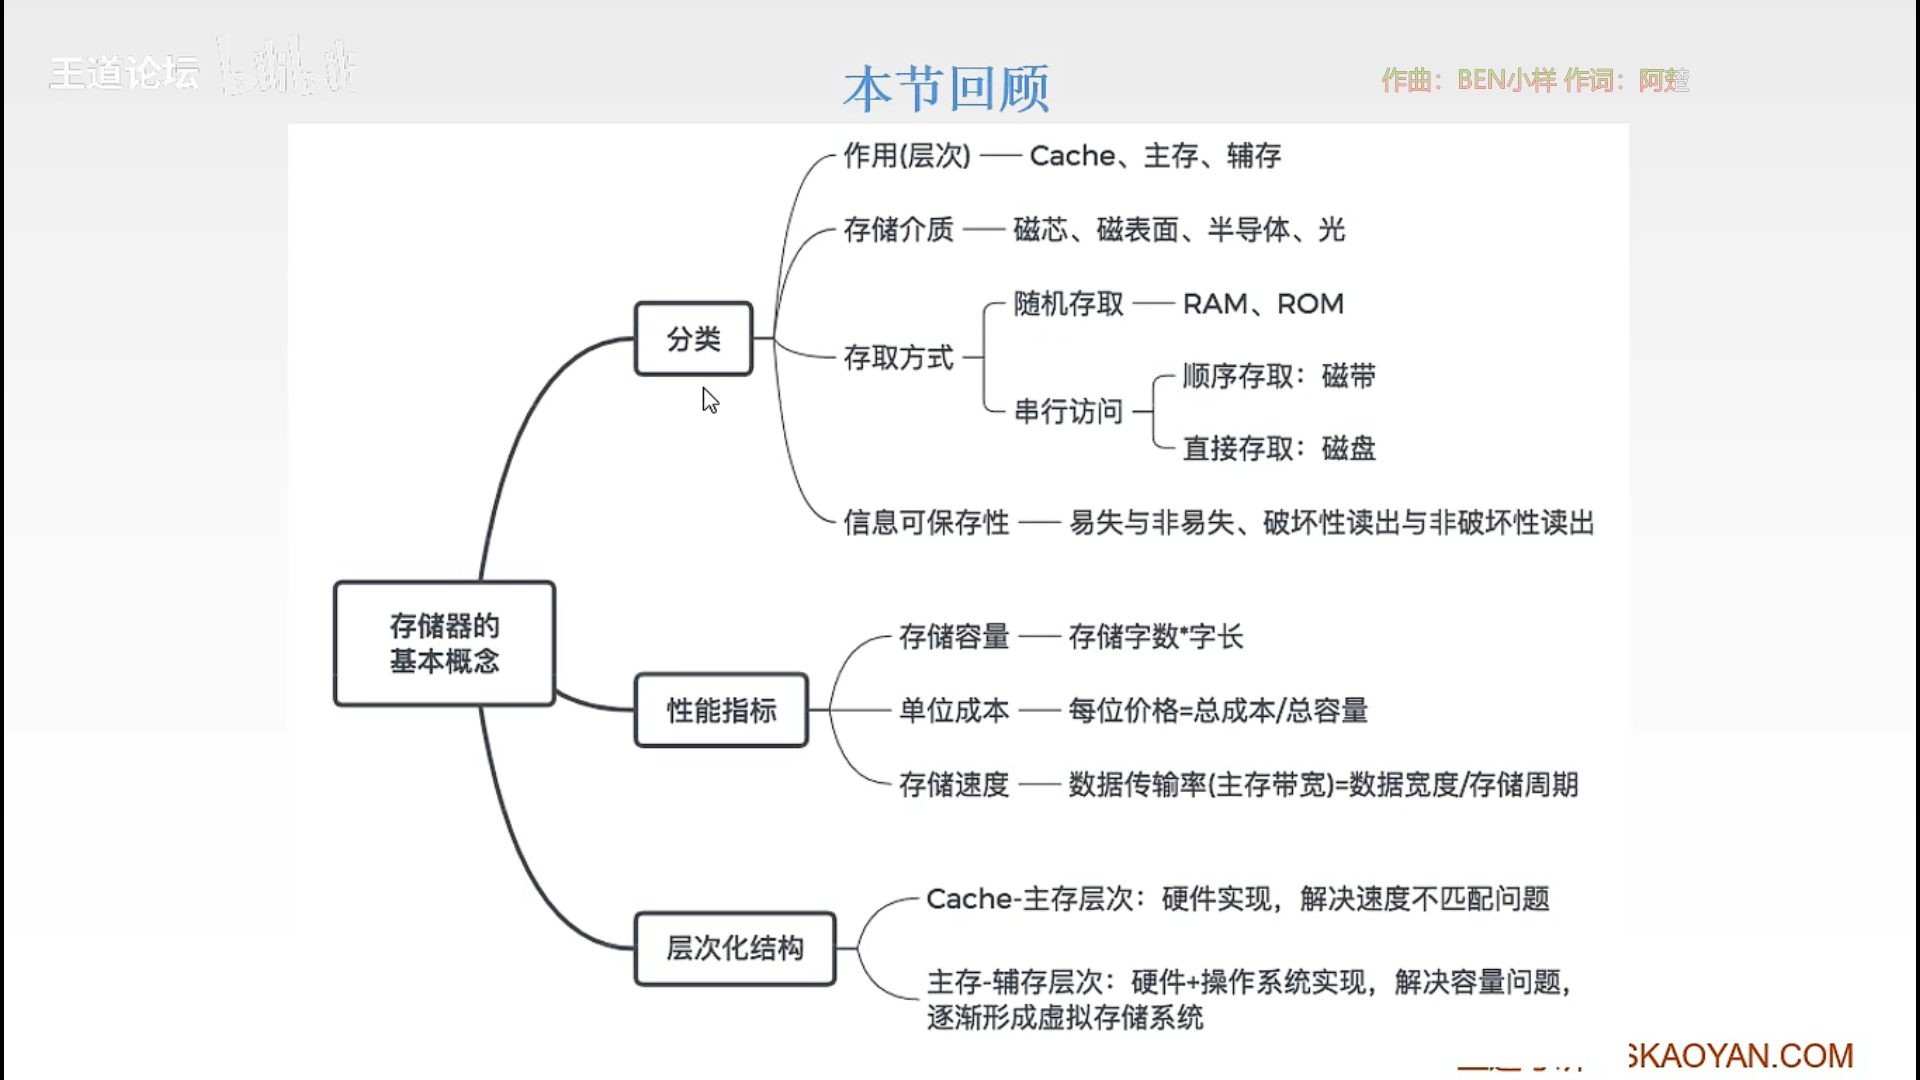 王道论坛 bilibili
本节回顾
作曲：BEN小样 作词：阿楚
作用(层次) Cache、主存、辅存
存储介质 磁芯、磁表面、半导体、光
分类
存取方式
随机存取 RAM、ROM
串行访问
顺序存取：磁带
直接存取：磁盘
信息可保存性 易失与非易失、破坏性读出与非破坏性读出
存储器的
基本概念
性能指标
存储容量 存储字数*字长
单位成本 每位价格=总成本/总容量
存储速度 数据传输率(主存带宽)=数据宽度/存储周期
层次化结构
Cache-主存层次：硬件实现，解决速度不匹配问题
主存-辅存层次：硬件+操作系统实现，解决容量问题，
逐渐形成虚拟存储系统
SKAOYAN.COM